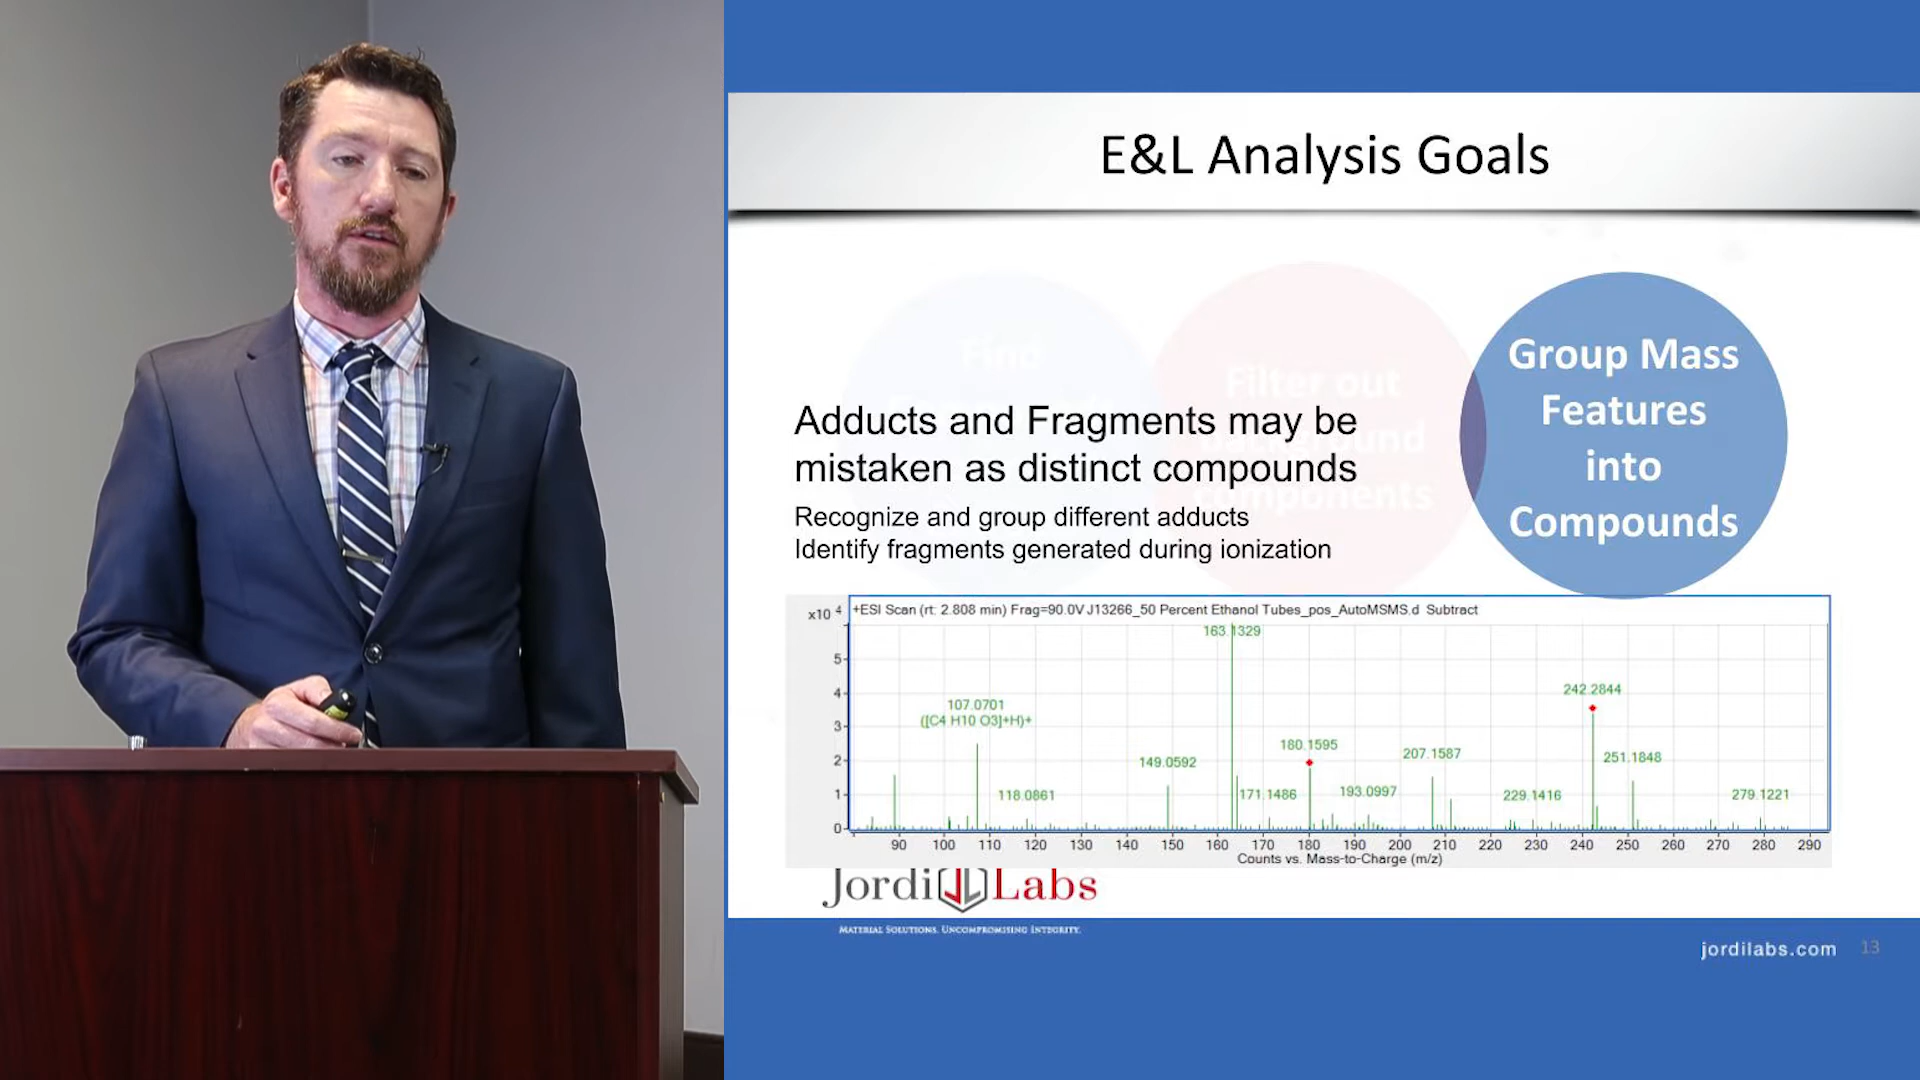 E&L Analysis Goals
Find
Filter out
background
components
Group Mass
Features
into
Compounds
Adducts and Fragments may be
mistaken as distinct compounds
Recognize and group different adducts
Identify fragments generated during ionization
x10 4
+ESI Scan (rt: 2.808 min) Frag=90.0V J13266_50 Percent Ethanol Tubes_pos_AutoMSMS.d Subtract
163.1329
5
4
3
2
1
0
107.0701
([C4 H10 O3]+H)+
118.0861
149.0592
171.1486
180.1595
193.0997
207.1587
229.1416
242.2844
251.1848
279.1221
90 100 110 120 130 140 150 160 170 180 190 200 210 220 230 240 250 260 270 280 290
Counts vs. Mass-to-Charge (m/z)
Jordi Labs
MATERIAL SOLUTIONS. UNCOMPROMISING INTEGRITY.
jordilabs.com 13